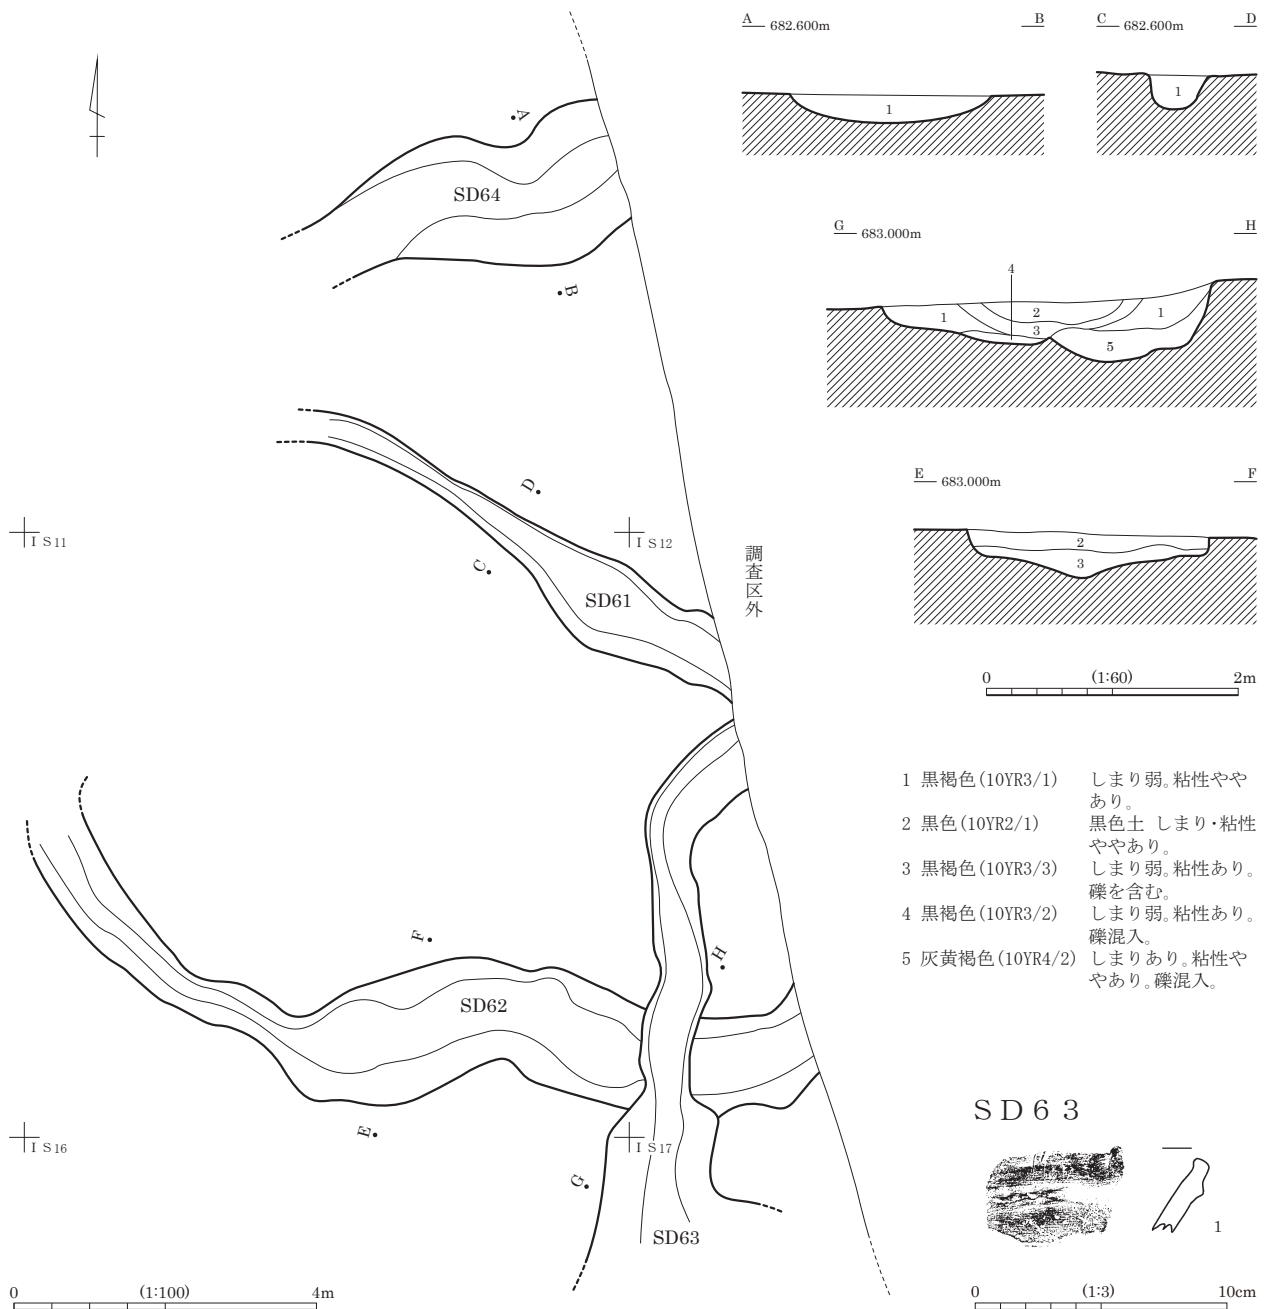 A 682.600m B
C 682.600m D
1
1
A
SD64
B
G 683.000m H
4
1 2 1
3
5
D
I S11
I S12
C
SD61
調査区外
E 683.000m F
2
3
0 (1:60) 2m
1 黒褐色(10YR3/1) しまり弱。粘性やや
あり。
2 黒色(10YR2/1) 黒色土 しまり・粘性
ややあり。
3 黒褐色(10YR3/3) しまり弱。粘性あり。
礫を含む。
4 黒褐色(10YR3/2) しまり弱。粘性あり。
礫混入。
5 灰黄褐色(10YR4/2) しまりあり。粘性や
やあり。礫混入。
F
H
SD62
E
I S16
I S17
G
SD63
SD63
1
0 (1:100) 4m
0 (1:3) 10cm